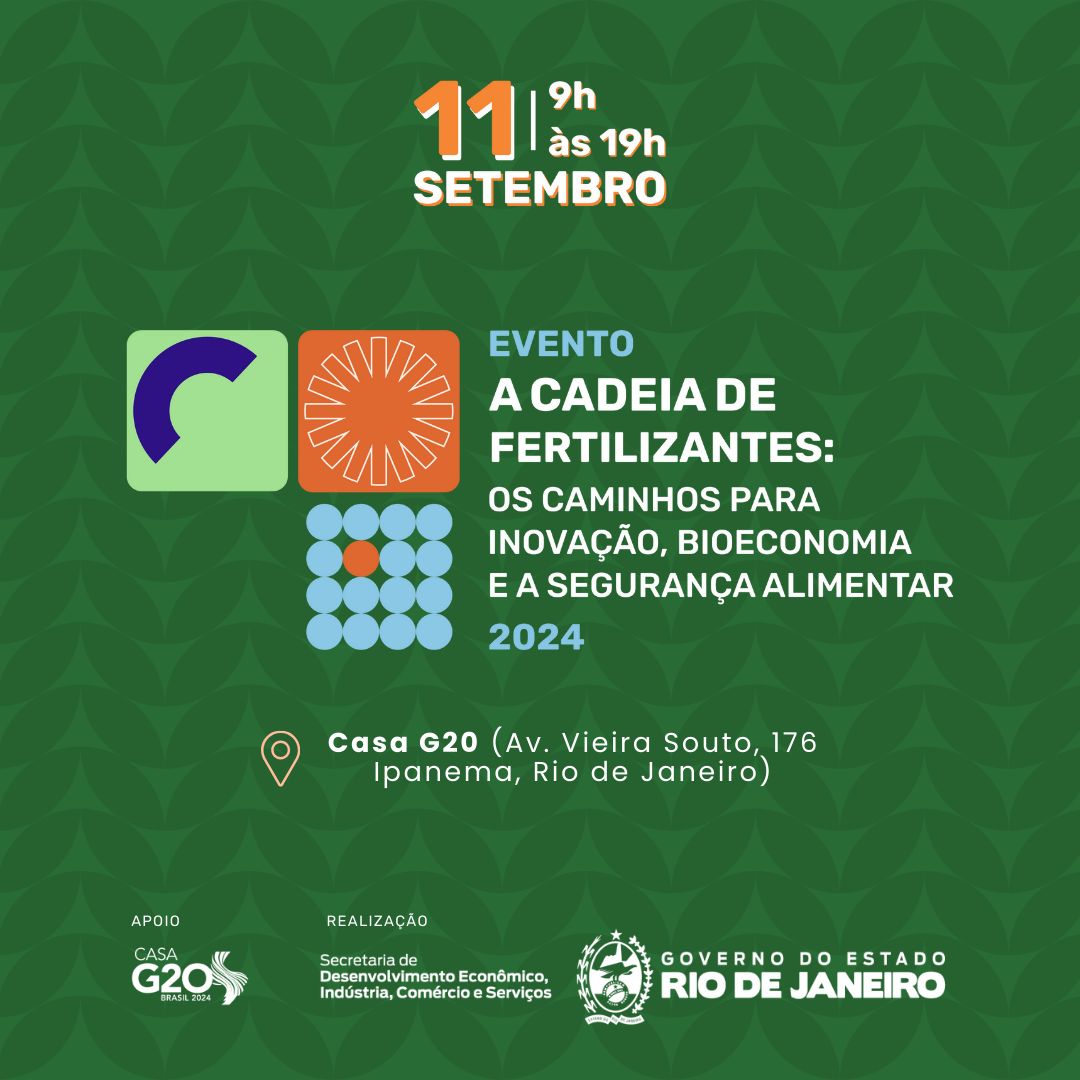 11
9h
às 19h
SETEMBRO
EVENTO
A CADEIA DE
FERTILIZANTES:
OS CAMINHOS PARA
INOVAÇÃO, BIOECONOMIA
E A SEGURANÇA ALIMENTAR
2024
Casa G20 (Av. Vieira Souto, 176
Ipanema, Rio de Janeiro)
APOIO
CASA
G20
BRASIL 2024
REALIZAÇÃO
Secretaria de
Desenvolvimento Econômico,
Indústria, Comércio e Serviços
GOVERNO DO ESTADO
RIO DE JANEIRO